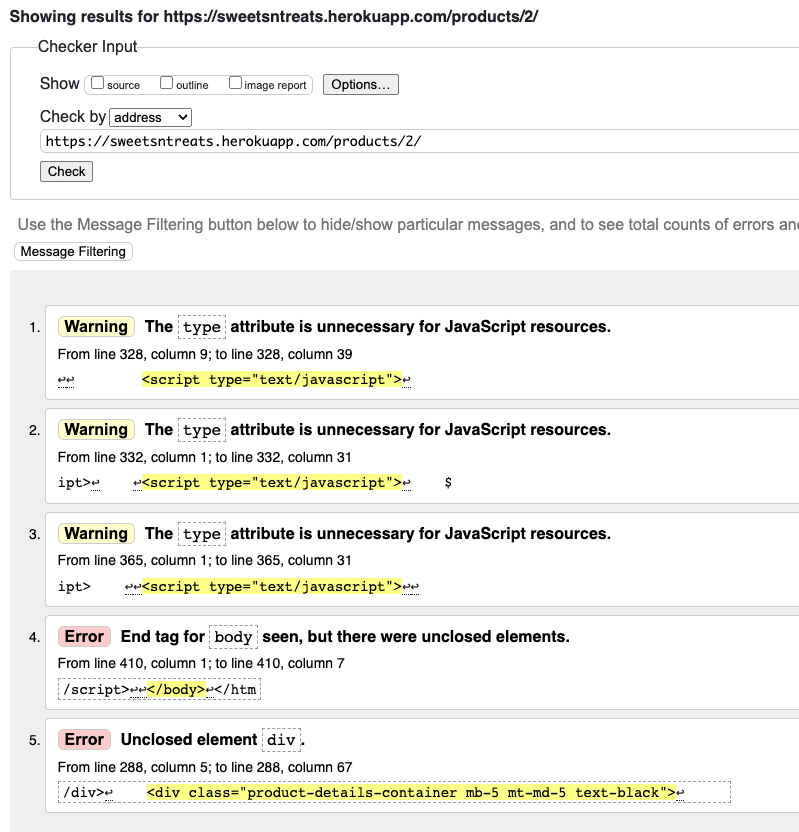 Showing results for https://sweetsntreats.herokuapp.com/products/2/
Checker Input
Show source outline image report Options...
Check by address
https://sweetsntreats.herokuapp.com/products/2/
Check
Use the Message Filtering button below to hide/show particular messages, and to see total counts of errors
Message Filtering
1. Warning The type attribute is unnecessary for JavaScript resources.
From line 328, column 9; to line 328, column 39
↩↩ <script type="text/javascript">↩
2. Warning The type attribute is unnecessary for JavaScript resources.
From line 332, column 1; to line 332, column 31
ipt>↩ ↩<script type="text/javascript">↩ $
3. Warning The type attribute is unnecessary for JavaScript resources.
From line 365, column 1; to line 365, column 31
ipt> ↩↩<script type="text/javascript">↩↩
4. Error End tag for body seen, but there were unclosed elements.
From line 410, column 1; to line 410, column 7
/script>↩↩</body>↩</htm
5. Error Unclosed element div.
From line 288, column 5; to line 288, column 67
/div>↩ <div class="product-details-container mb-5 mt-md-5 text-black">↩